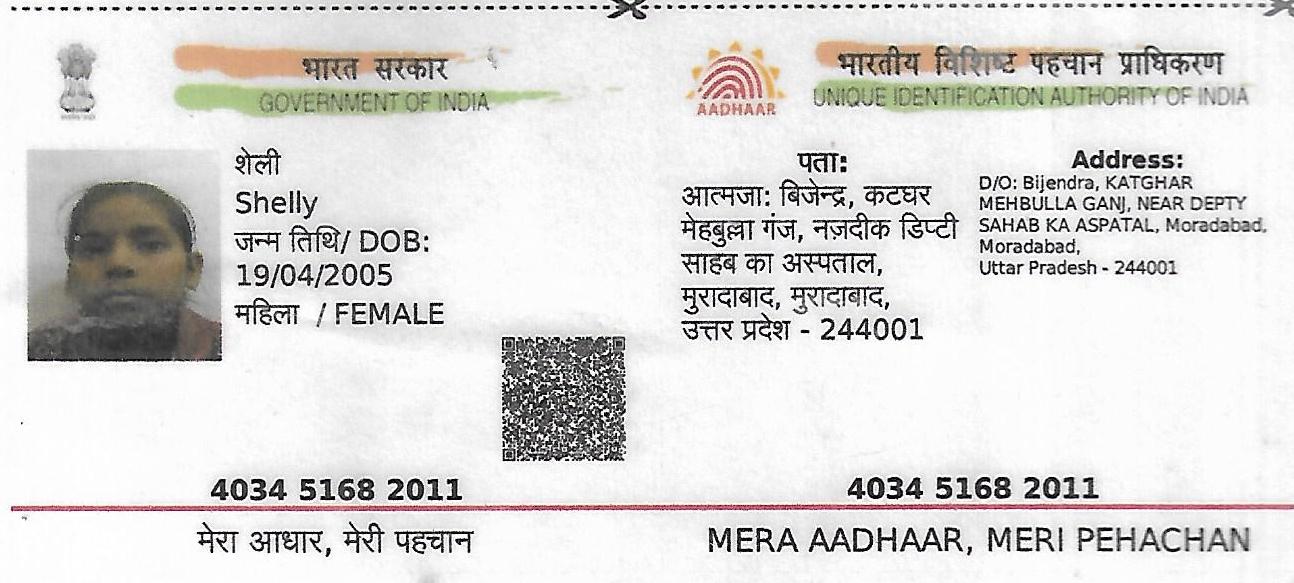 भारत सरकार
GOVERNMENT OF INDIA
शेली
Shelly
जन्म तिथि/ DOB:
19/04/2005
महिला / FEMALE
4034 5168 2011
मेरा आधार, मेरी पहचान
भारतीय विशिष्ट पहचान प्राधिकरण
UNIQUE IDENTIFICATION AUTHORITY OF INDIA
AADHAAR
पता:
आत्मजा: बिजेन्द्र, कटघर
मेहबुल्ला गंज, नज़दीक डिप्टी
साहब का अस्पताल,
मुरादाबाद, मुरादाबाद,
उत्तर प्रदेश - 244001
Address:
D/O: Bijendra, KATGHAR
MEHBULLA GANJ, NEAR DEPTY
SAHAB KA ASPATAL, Moradabad,
Moradabad,
Uttar Pradesh - 244001
4034 5168 2011
MERA AADHAAR, MERI PEHACHAN